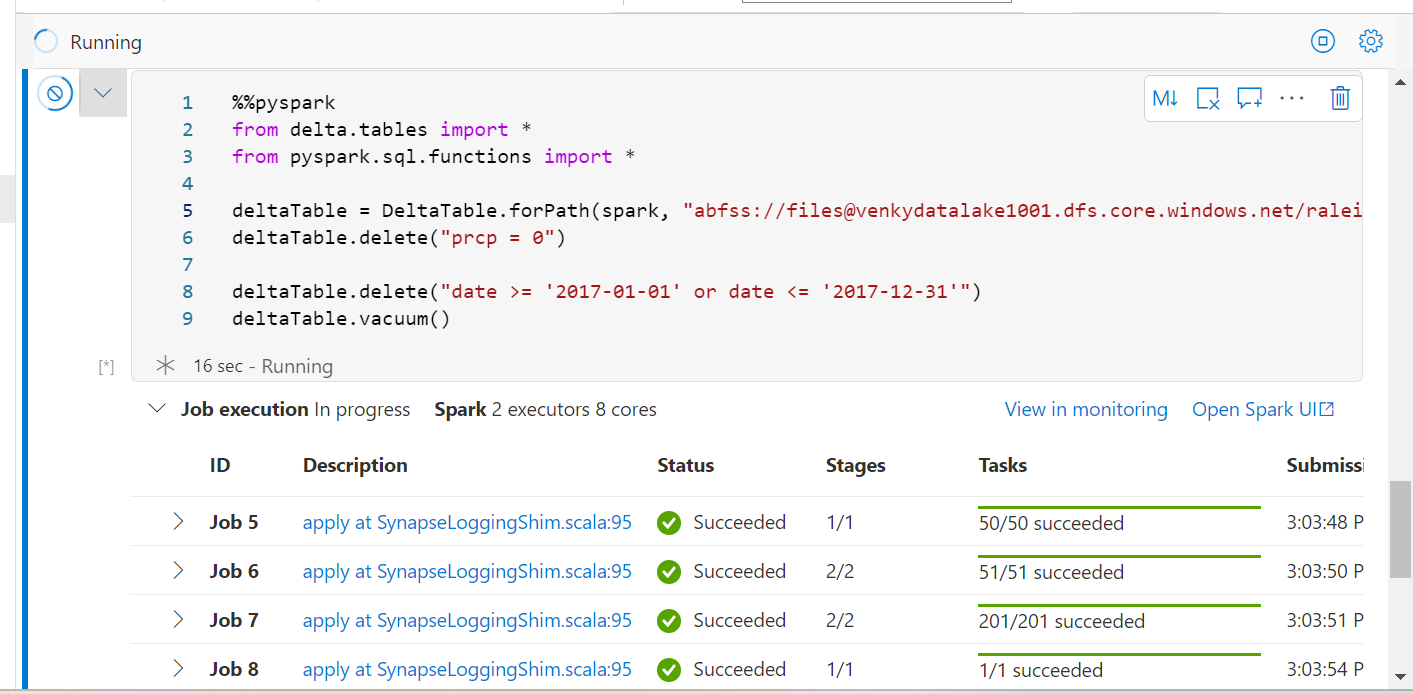 Running
M↓
1 %%pyspark
2 from delta.tables import *
3 from pyspark.sql.functions import *
4
5 deltaTable = DeltaTable.forPath(spark, "abfss://files@venkydatalake1001.dfs.core.windows.net/ralei
6 deltaTable.delete("prcp = 0")
7
8 deltaTable.delete("date >= '2017-01-01' or date <= '2017-12-31'")
9 deltaTable.vacuum()
[*] 16 sec - Running
Job execution In progress Spark 2 executors 8 cores View in monitoring Open Spark UI
ID Description Status Stages Tasks Submissi
Job 5 apply at SynapseLoggingShim.scala:95 Succeeded 1/1 50/50 succeeded 3:03:48 P
Job 6 apply at SynapseLoggingShim.scala:95 Succeeded 2/2 51/51 succeeded 3:03:50 P
Job 7 apply at SynapseLoggingShim.scala:95 Succeeded 2/2 201/201 succeeded 3:03:51 P
Job 8 apply at SynapseLoggingShim.scala:95 Succeeded 1/1 1/1 succeeded 3:03:54 P